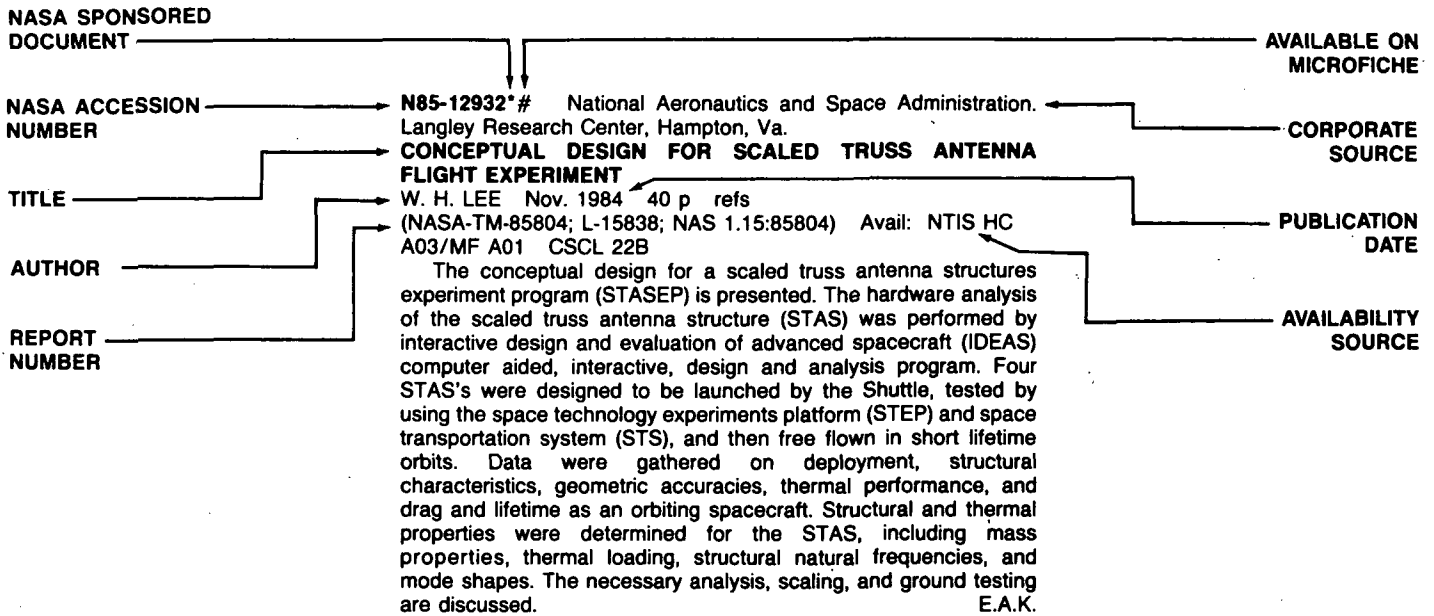 NASA SPONSORED
DOCUMENT
AVAILABLE ON
MICROFICHE
NASA ACCESSION
NUMBER
N85-12932*# National Aeronautics and Space Administration.
Langley Research Center, Hampton, Va.
CORPORATE
SOURCE
TITLE
CONCEPTUAL DESIGN FOR SCALED TRUSS ANTENNA
FLIGHT EXPERIMENT
W. H. LEE Nov. 1984 40 p refs
(NASA-TM-85804; L-15838; NAS 1.15:85804) Avail: NTIS HC
A03/MF A01 CSCL 22B
PUBLICATION
DATE
AUTHOR
The conceptual design for a scaled truss antenna structures
experiment program (STASEP) is presented. The hardware analysis
of the scaled truss antenna structure (STAS) was performed by
interactive design and evaluation of advanced spacecraft (IDEAS)
computer aided, interactive, design and analysis program. Four
STAS's were designed to be launched by the Shuttle, tested by
using the space technology experiments platform (STEP) and space
transportation system (STS), and then free flown in short lifetime
orbits. Data were gathered on deployment, structural
characteristics, geometric accuracies, thermal performance, and
drag and lifetime as an orbiting spacecraft. Structural and thermal
properties were determined for the STAS, including mass
properties, thermal loading, structural natural frequencies, and
mode shapes. The necessary analysis, scaling, and ground testing
are discussed. E.A.K.
REPORT
NUMBER
AVAILABILITY
SOURCE